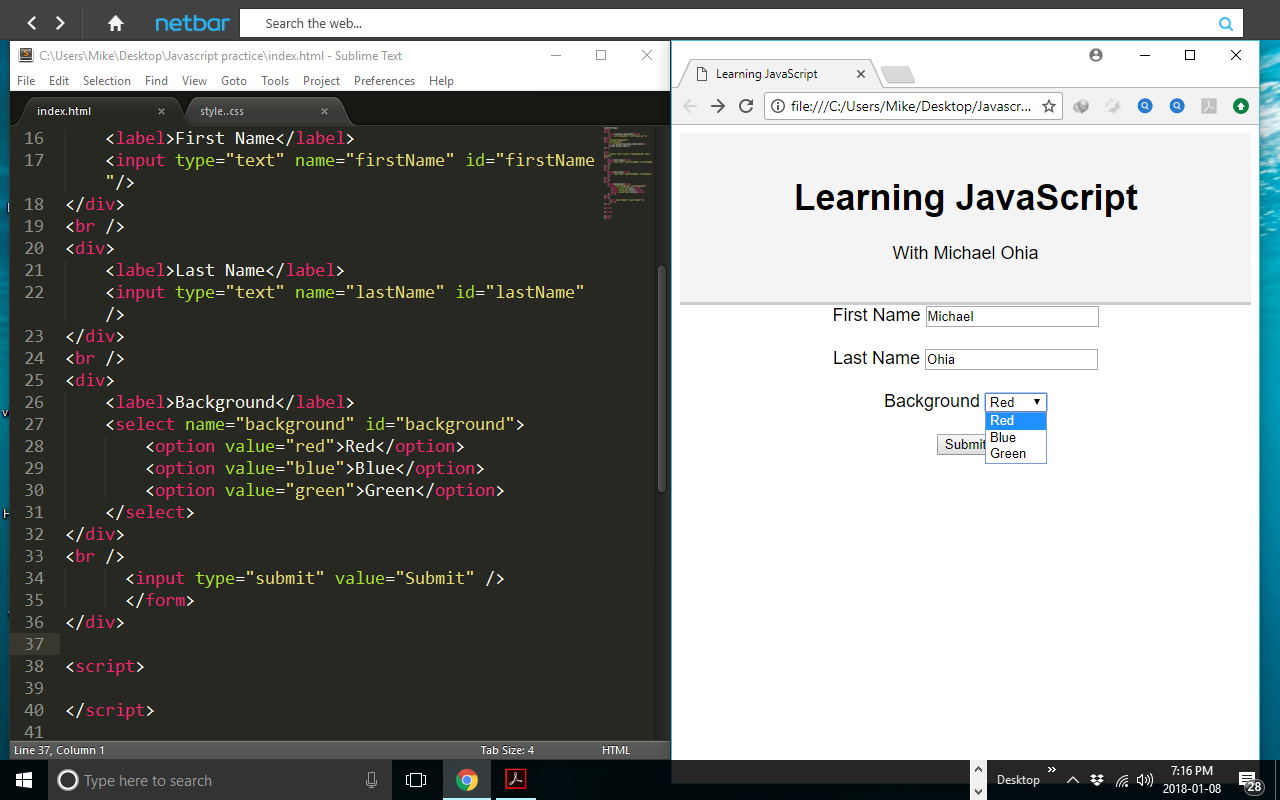 netbar
Search the web...
C:\Users\Mike\Desktop\Javascript practice\index.html - Sublime Text
File Edit Selection Find View Goto Tools Project Preferences Help
index.html
style..css
16 <label>First Name</label>
17 <input type="text" name="firstName" id="firstName
"/>
18 </div>
19 <br />
20 <div>
21 <label>Last Name</label>
22 <input type="text" name="lastName" id="lastName"
/>
23 </div>
24 <br />
25 <div>
26 <label>Background</label>
27 <select name="background" id="background">
28 <option value="red">Red</option>
29 <option value="blue">Blue</option>
30 <option value="green">Green</option>
31 </select>
32 </div>
33 <br />
34 <input type="submit" value="Submit" />
35 </form>
36 </div>
37
38 <script>
39
40 </script>
41
Line 37, Column 1 Tab Size: 4 HTML
Learning JavaScript
file:///C:/Users/Mike/Desktop/Javascr...
Learning JavaScript
With Michael Ohia
First Name Michael
Last Name Ohia
Background Red
Red
Blue
Green
Submit
Type here to search
Desktop
7:16 PM
2018-01-08
28